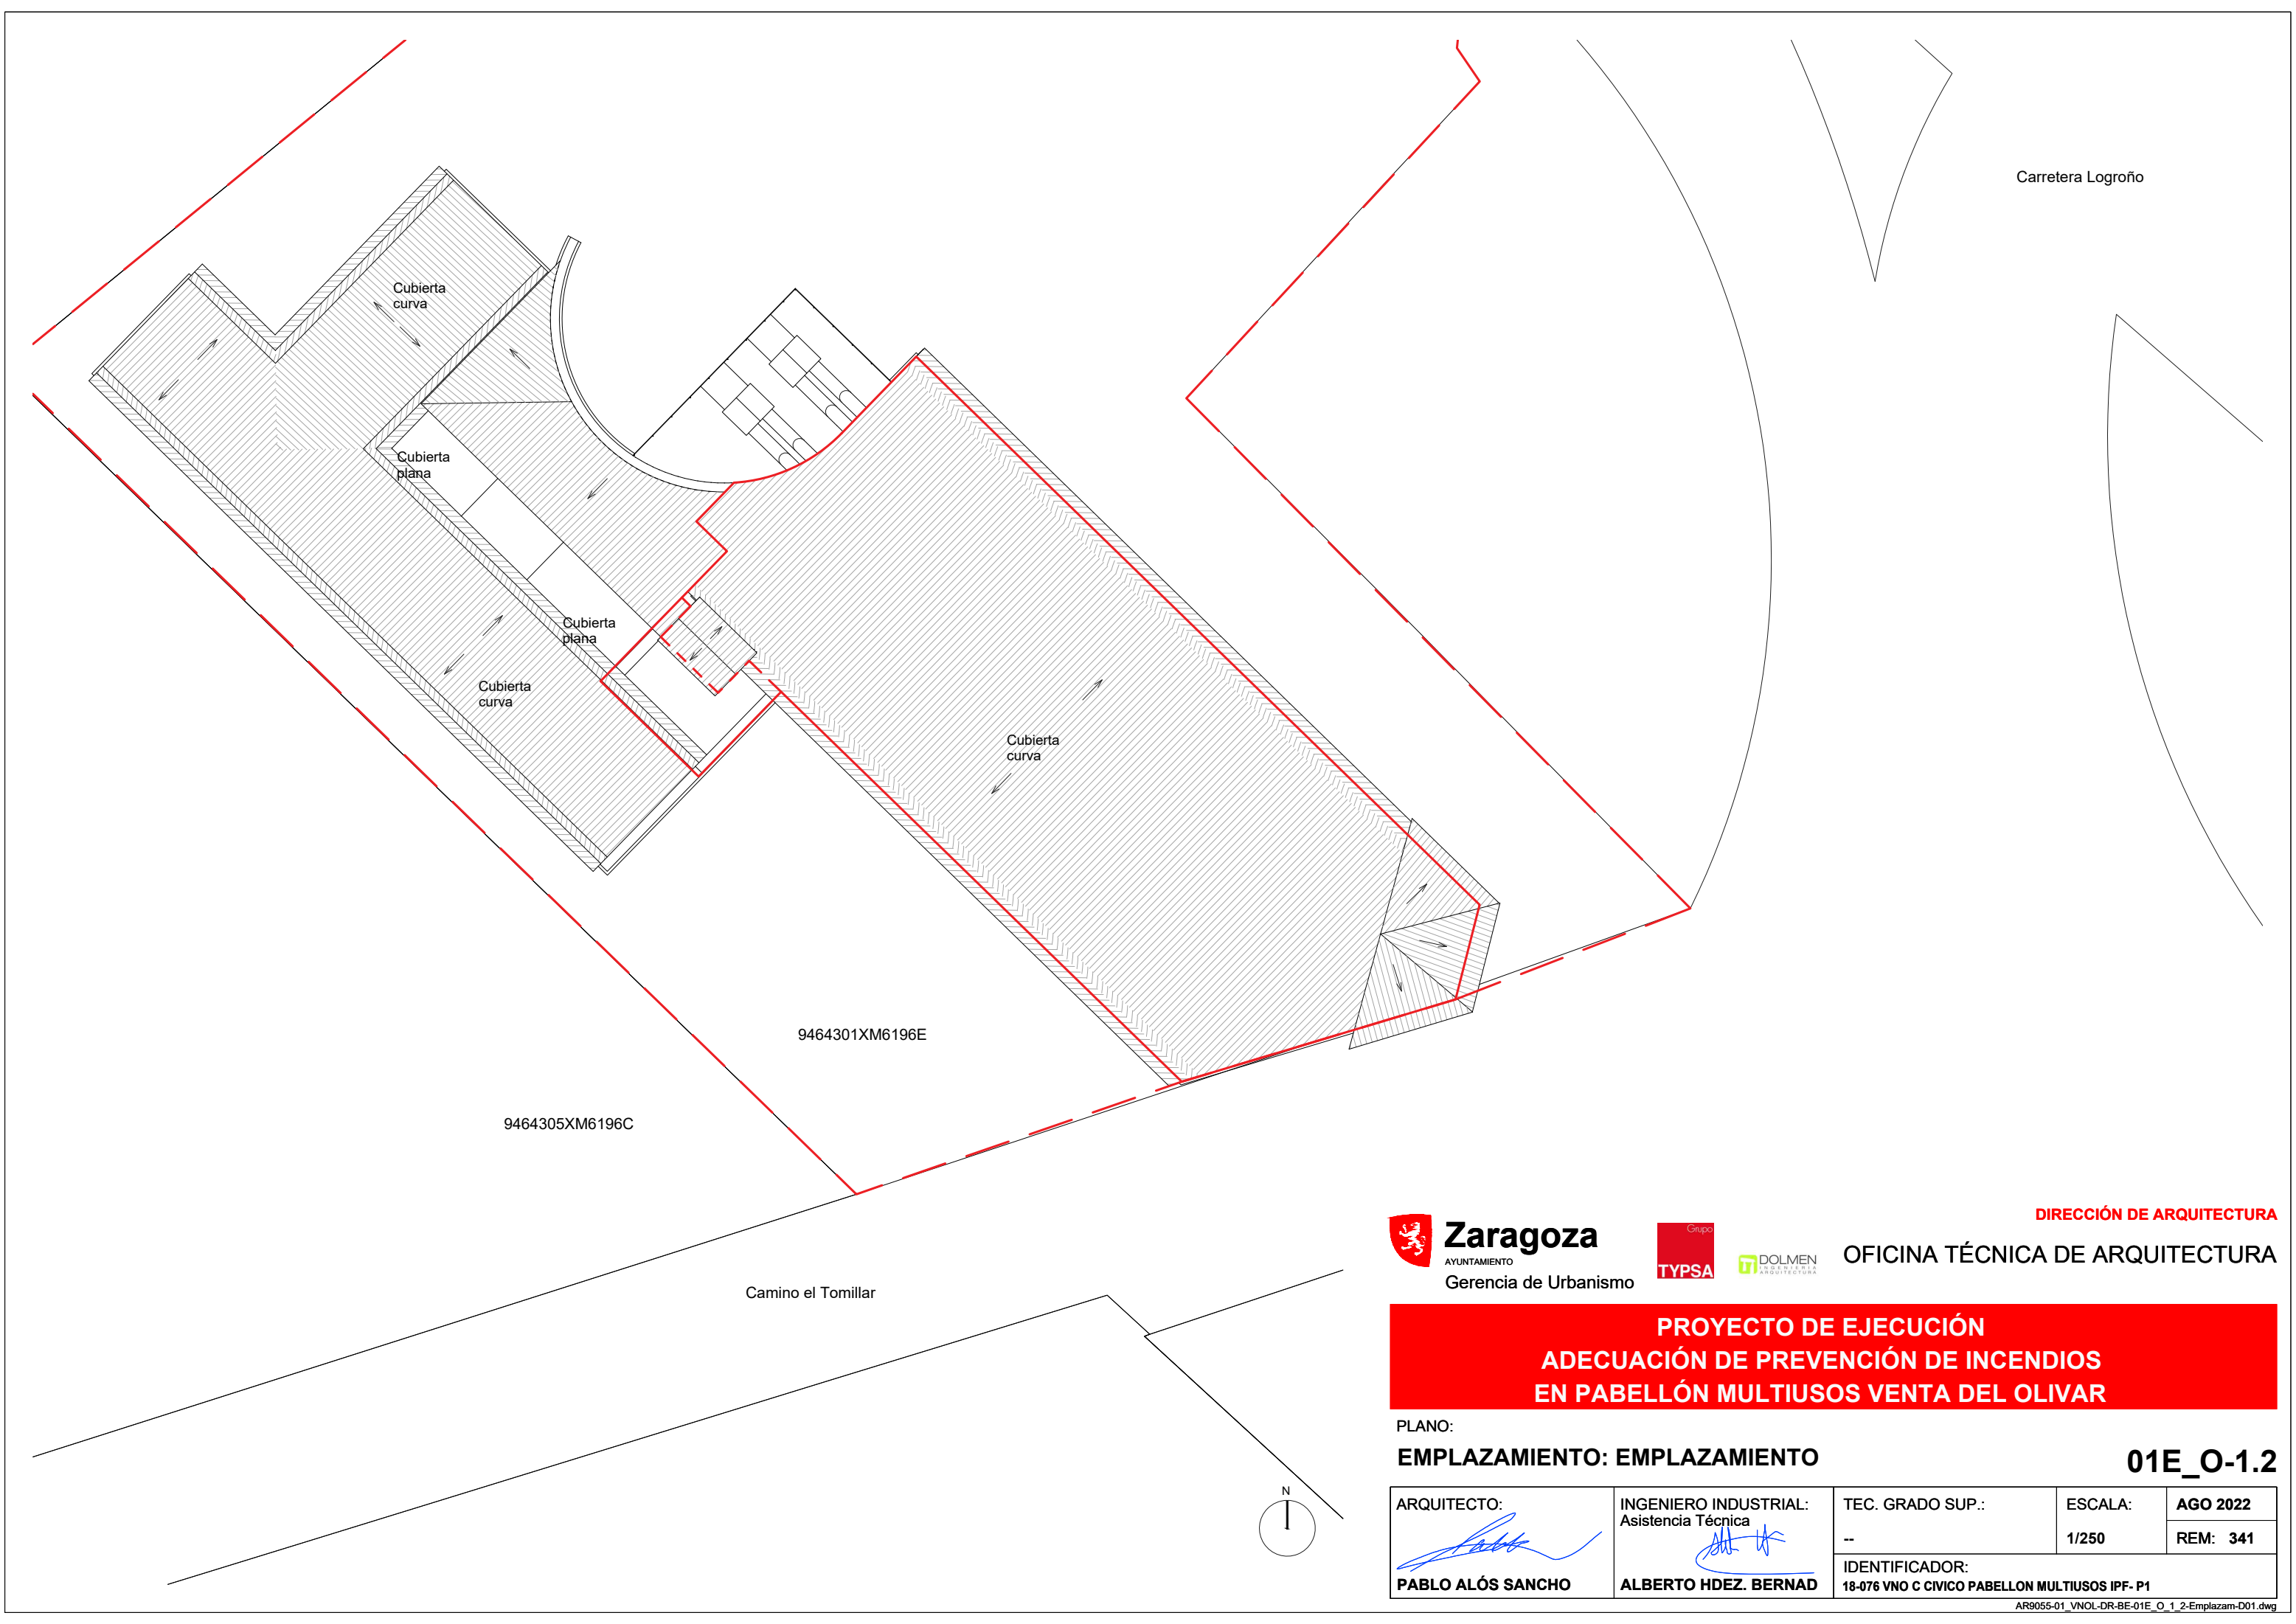 Carretera Logroño
Cubierta
curva
Cubierta
plana
Cubierta
plana
Cubierta
curva
Cubierta
curva
9464301XM6196E
9464305XM6196C
Camino el Tomillar
N
Zaragoza
AYUNTAMIENTO
Gerencia de Urbanismo
Grupo
TYPSA
DOLMEN
INGENIERIA
ARQUITECTURA
DIRECCIÓN DE ARQUITECTURA
OFICINA TÉCNICA DE ARQUITECTURA
PROYECTO DE EJECUCIÓN
ADECUACIÓN DE PREVENCIÓN DE INCENDIOS
EN PABELLÓN MULTIUSOS VENTA DEL OLIVAR
PLANO:
EMPLAZAMIENTO: EMPLAZAMIENTO
01E_O-1.2
ARQUITECTO:
PABLO ALÓS SANCHO
INGENIERO INDUSTRIAL:
Asistencia Técnica
ALBERTO HDEZ. BERNAD
TEC. GRADO SUP.:
--
ESCALA:
1/250
AGO 2022
REM: 341
IDENTIFICADOR:
18-076 VNO C CIVICO PABELLON MULTIUSOS IPF- P1
AR9055-01_VNOL-DR-BE-01E_O_1_2-Emplazam-D01.dwg